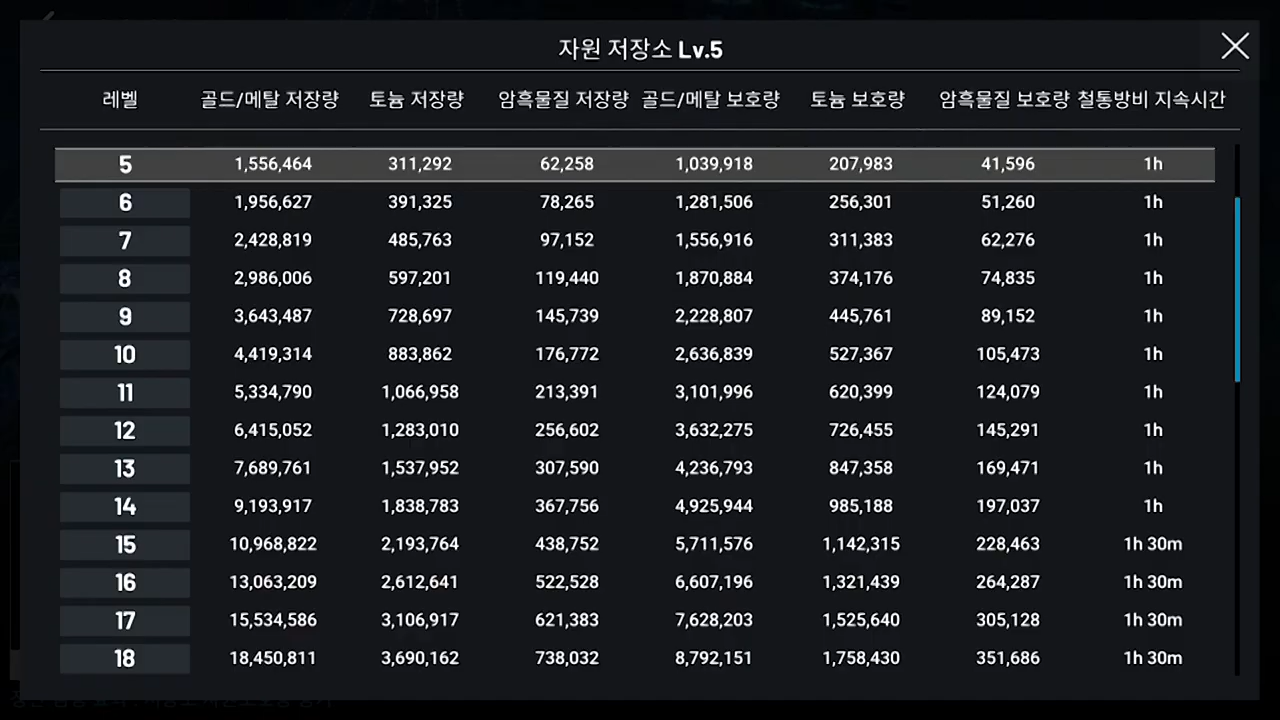 자원 저장소 Lv.5
레벨 골드/메탈 저장량 토늄 저장량 암흑물질 저장량 골드/메탈 보호량 토늄 보호량 암흑물질 보호량 철통방비 지속시간
5 1,556,464 311,292 62,258 1,039,918 207,983 41,596 1h
6 1,956,627 391,325 78,265 1,281,506 256,301 51,260 1h
7 2,428,819 485,763 97,152 1,556,916 311,383 62,276 1h
8 2,986,006 597,201 119,440 1,870,884 374,176 74,835 1h
9 3,643,487 728,697 145,739 2,228,807 445,761 89,152 1h
10 4,419,314 883,862 176,772 2,636,839 527,367 105,473 1h
11 5,334,790 1,066,958 213,391 3,101,996 620,399 124,079 1h
12 6,415,052 1,283,010 256,602 3,632,275 726,455 145,291 1h
13 7,689,761 1,537,952 307,590 4,236,793 847,358 169,471 1h
14 9,193,917 1,838,783 367,756 4,925,944 985,188 197,037 1h
15 10,968,822 2,193,764 438,752 5,711,576 1,142,315 228,463 1h 30m
16 13,063,209 2,612,641 522,528 6,607,196 1,321,439 264,287 1h 30m
17 15,534,586 3,106,917 621,383 7,628,203 1,525,640 305,128 1h 30m
18 18,450,811 3,690,162 738,032 8,792,151 1,758,430 351,686 1h 30m